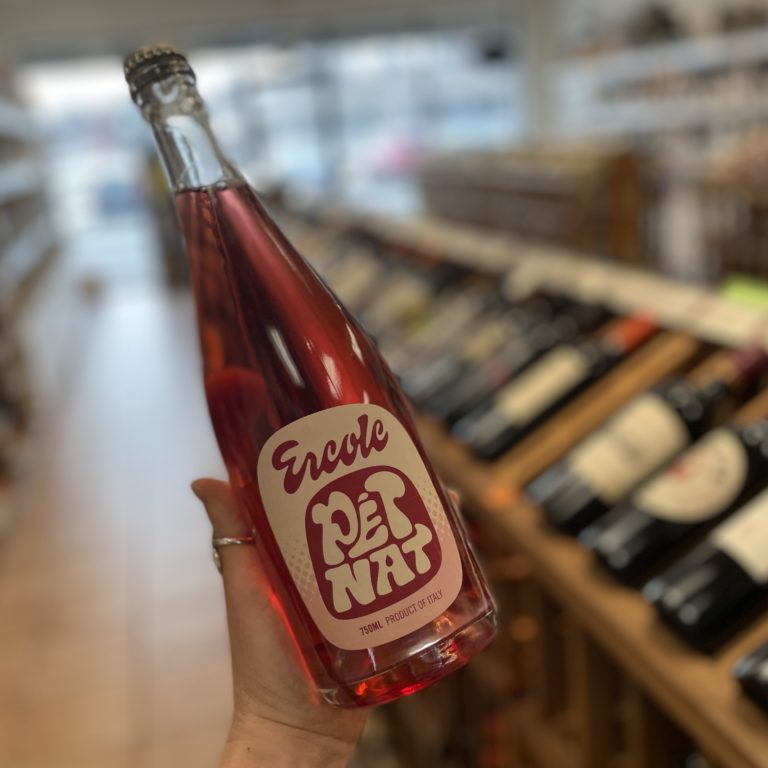 Ercole
PÉT
NAT
750ML PRODUCT OF ITALY